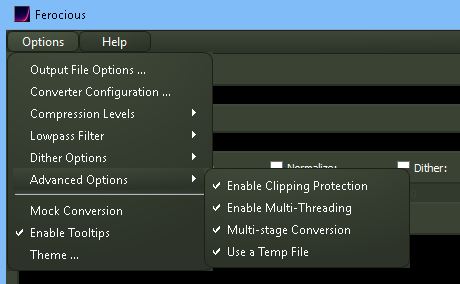 Ferocious
Options Help
Output File Options ...
Converter Configuration ...
Compression Levels
Lowpass Filter
Dither Options
Advanced Options
Normalize: Dither:
Enable Clipping Protection
Enable Multi-Threading
Multi-stage Conversion
Use a Temp File
Mock Conversion
Enable Tooltips
Theme ...